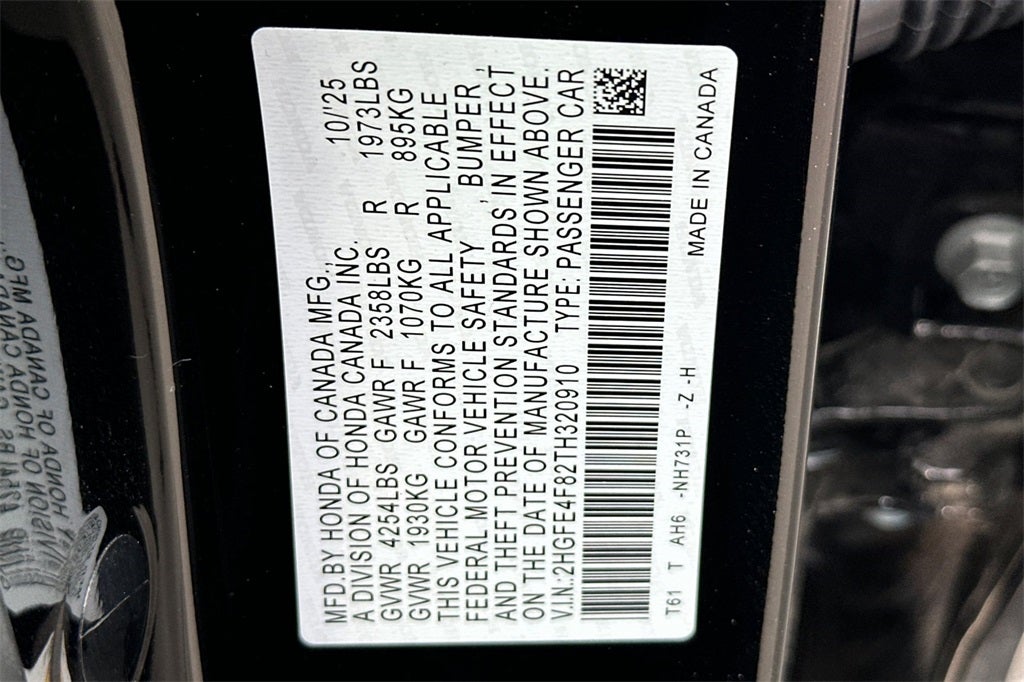 MFD.BY HONDA OF CANADA MFG., 10/'25
A DIVISION OF HONDA CANADA INC.
GVWR 4254LBS GAWR F 2358LBS R 1973LBS
GVWR 1930KG GAWR F 1070KG R 895KG
THIS VEHICLE CONFORMS TO ALL APPLICABLE
FEDERAL MOTOR VEHICLE SAFETY , BUMPER ,
AND THEFT PREVENTION STANDARDS IN EFFECT
ON THE DATE OF MANUFACTURE SHOWN ABOVE.
V.I.N.:2HGFE4F82TH320910 TYPE: PASSENGER CAR
MADE IN CANADA
T61 T AH6 -NH731P -Z -H